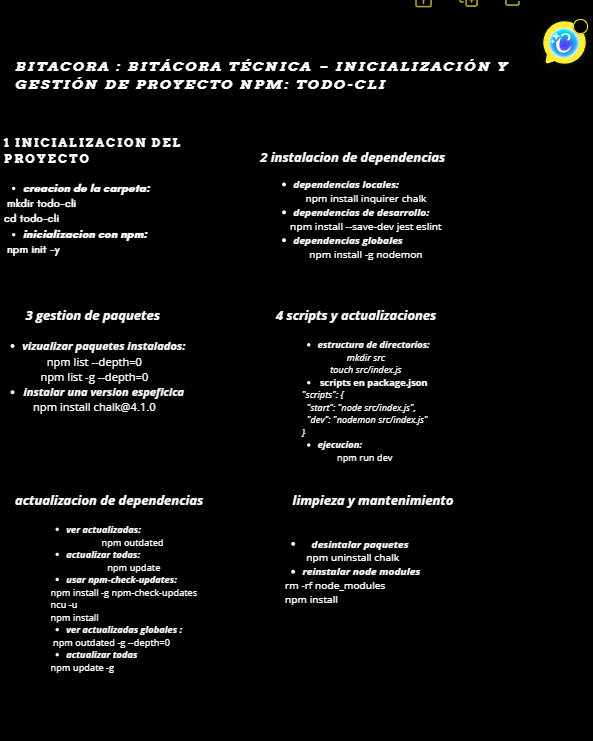 BITACORA : BITÁCORA TÉCNICA – INICIALIZACIÓN Y
GESTIÓN DE PROYECTO NPM: TODO-CLI
1 INICIALIZACION DEL
PROYECTO
• creacion de la carpeta:
mkdir todo-cli
cd todo-cli
• inicializacion con npm:
npm init -y
2 instalacion de dependencias
• dependencias locales:
npm install inquirer chalk
• dependencias de desarrollo:
npm install --save-dev jest eslint
• dependencias globales
npm install -g nodemon
3 gestion de paquetes
• vizualizar paquetes instalados:
npm list --depth=0
npm list -g --depth=0
• instalar una version espeficica
npm install chalk@4.1.0
4 scripts y actualizaciones
• estructura de directorios:
mkdir src
touch src/index.js
• scripts en package.json
"scripts": {
"start": "node src/index.js",
"dev": "nodemon src/index.js"
}
• ejecucion:
npm run dev
actualizacion de dependencias
• ver actualizadas:
npm outdated
• actualizar todas:
npm update
• usar npm-check-updates:
npm install -g npm-check-updates
ncu -u
npm install
• ver actualizadas globales :
npm outdated -g --depth=0
• actualizar todas
npm update -g
limpieza y mantenimiento
• desintalar paquetes
npm uninstall chalk
• reinstalar node modules
rm -rf node_modules
npm install